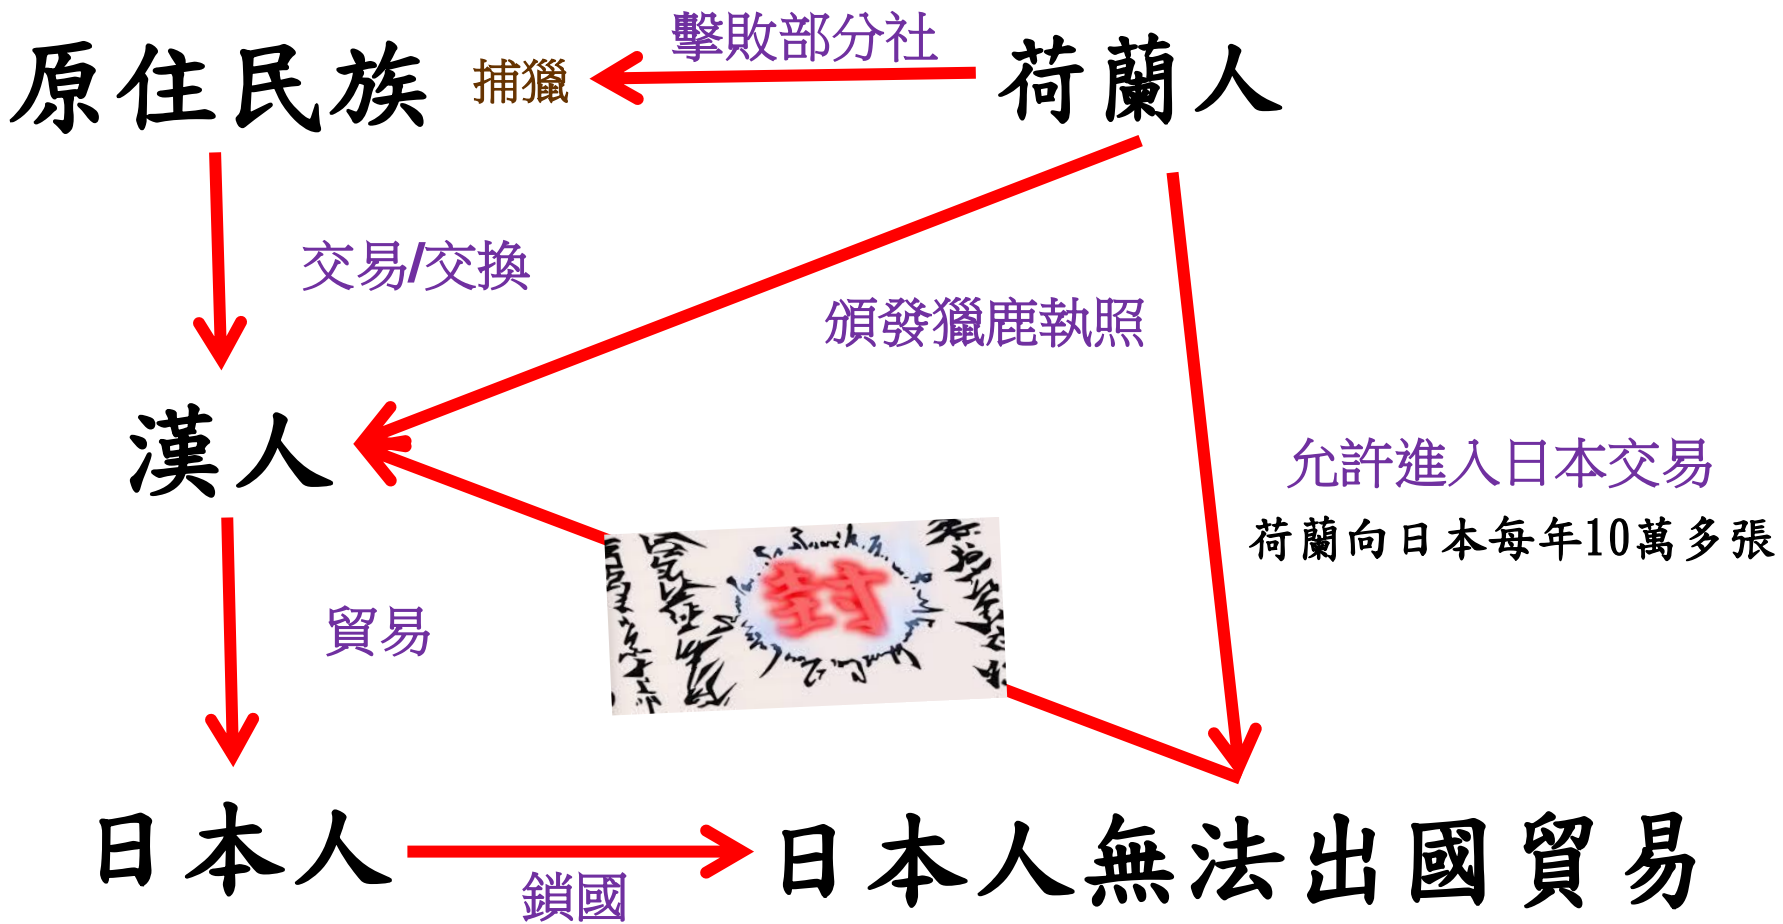 擊敗部分社
原住民族 捕獵 荷蘭人
交易/交換
頒發獵鹿執照
漢人
允許進入日本交易
荷蘭向日本每年10萬多張
封
貿易
日本人 日本人無法出國貿易
鎖國